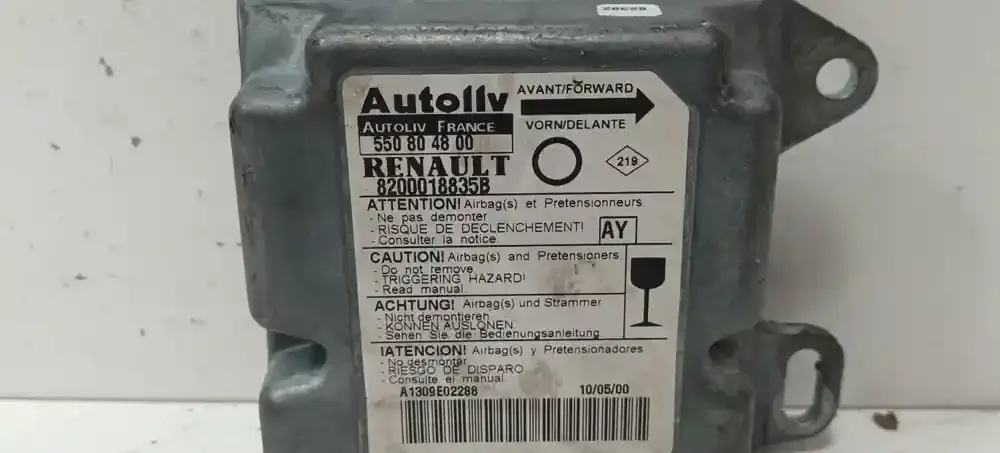 Autoliv
AVANT/FORWARD
AUTOLIV FRANCE
550 80 48 00
VORN/DELANTE
RENAULT
219
8200018835B
ATTENTION! Airbag(s) et Pretensionneurs.
- Ne pas demonter
- RISQUE DE DECLENCHEMENT!
- Consulter la notice.
AY
CAUTION! Airbag(s) and Pretensioners.
- Do not remove
- TRIGGERING HAZARD!
- Read manual.
ACHTUNG! Airbag(s) und Strammer
- Nicht demontieren
- KONNEN AUSLONEN
- Sehen Sie die Bedienungsanleitung
!ATENCION! Airbag(s) y Pretensionadores
- No desmontar
- RIESGO DE DISPARO
- Consulte el manual
A1309E02288 10/05/00